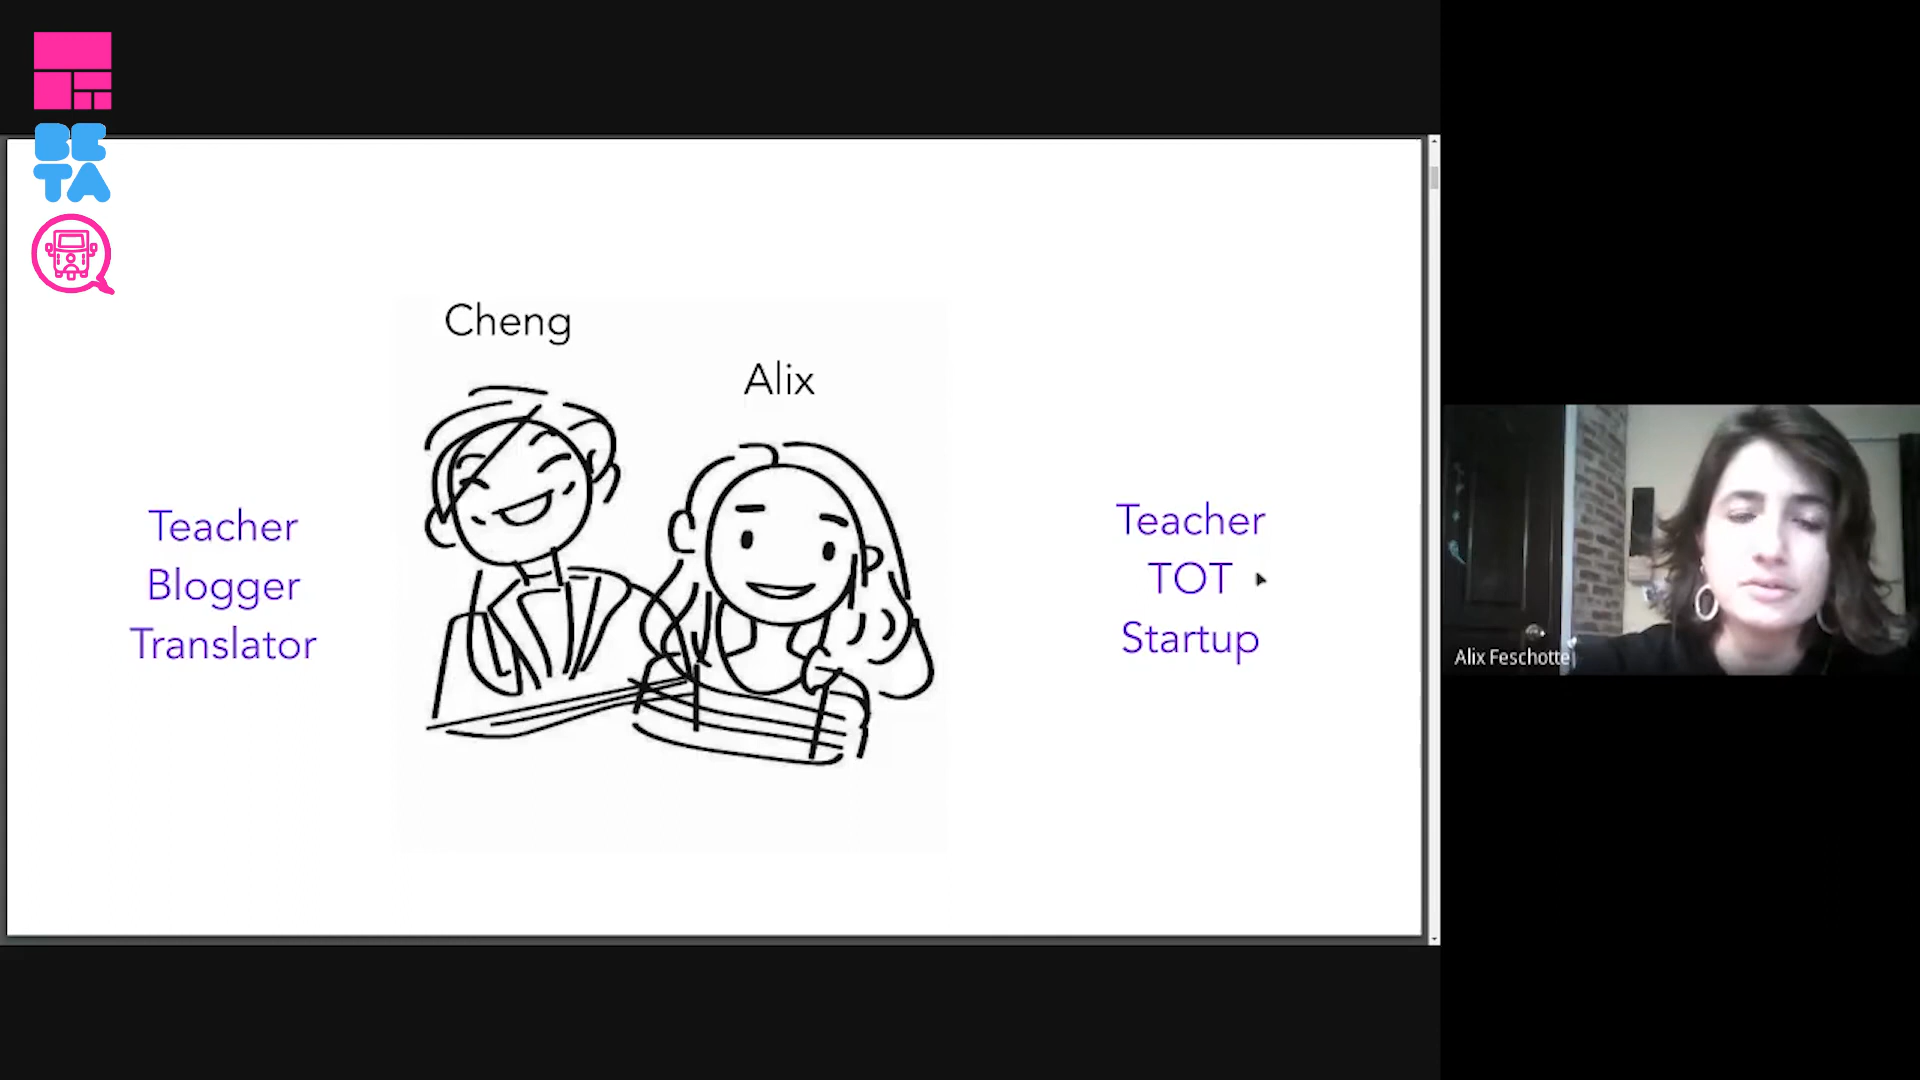 BE
TA
Cheng
Alix
Teacher
Blogger
Translator
Teacher
TOT
Startup
Alix Feschotte